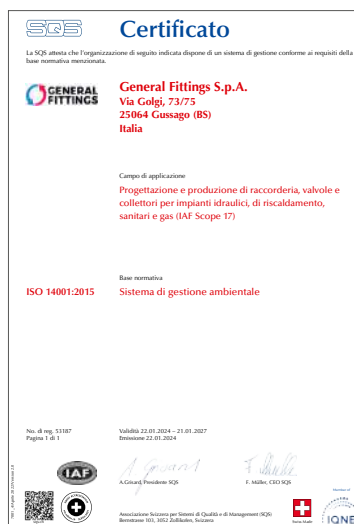 SQS
Certificato
La SQS attesta che l'organizzazione di seguito indicata dispone di un sistema di gestione conforme ai requisiti della
base normativa menzionata.
GENERAL
FITTINGS
General Fittings S.p.A.
Via Golgi, 73/75
25064 Gussago (BS)
Italia
Campo di applicazione
Progettazione e produzione di raccorderia, valvole e
collettori per impianti idraulici, di riscaldamento,
sanitari e gas (IAF Scope 17)
Base normativa
ISO 14001:2015
Sistema di gestione ambientale
No. di reg. 53187
Pagina 1 di 1
Validità 22.01.2024 – 21.01.2027
Emissione 22.01.2024
IAF
A.Grisard, Presidente SQS
F. Müller, CEO SQS
Associazione Svizzera per Sistemi di Qualità e di Management (SQS)
Bernstrasse 103, 3052 Zollikofen, Svizzera
Swiss Made
Member of
IQNE